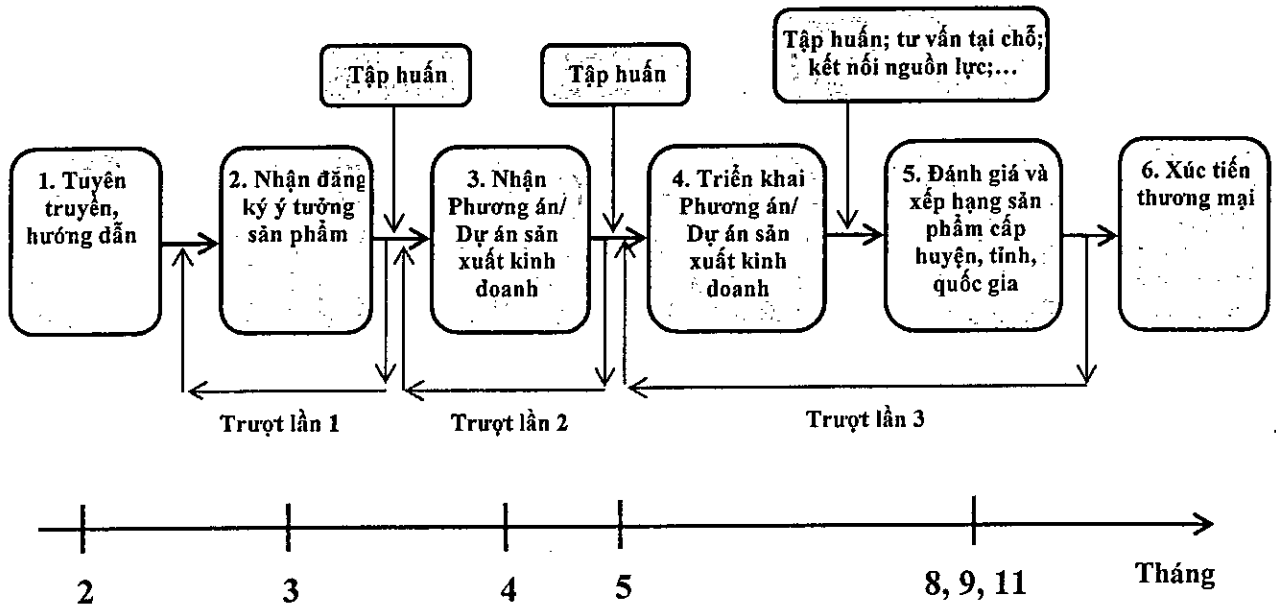 Tập huấn
Tập huấn
Tập huấn; tư vấn tại chỗ;
kết nối nguồn lực;...
1. Tuyên
truyền,
hướng dẫn
2. Nhận đăng
ký ý tưởng
sản phẩm
3. Nhận
Phương án/
Dự án sản
xuất kinh
doanh
4. Triển khai
Phương án/
Dự án sản
xuất kinh
doanh
5. Đánh giá và
xếp hạng sản
phẩm cấp
huyện, tỉnh,
quốc gia
6. Xúc tiến
thương mại
Trượt lần 1
Trượt lần 2
Trượt lần 3
2
3
4
5
8, 9, 11
Tháng